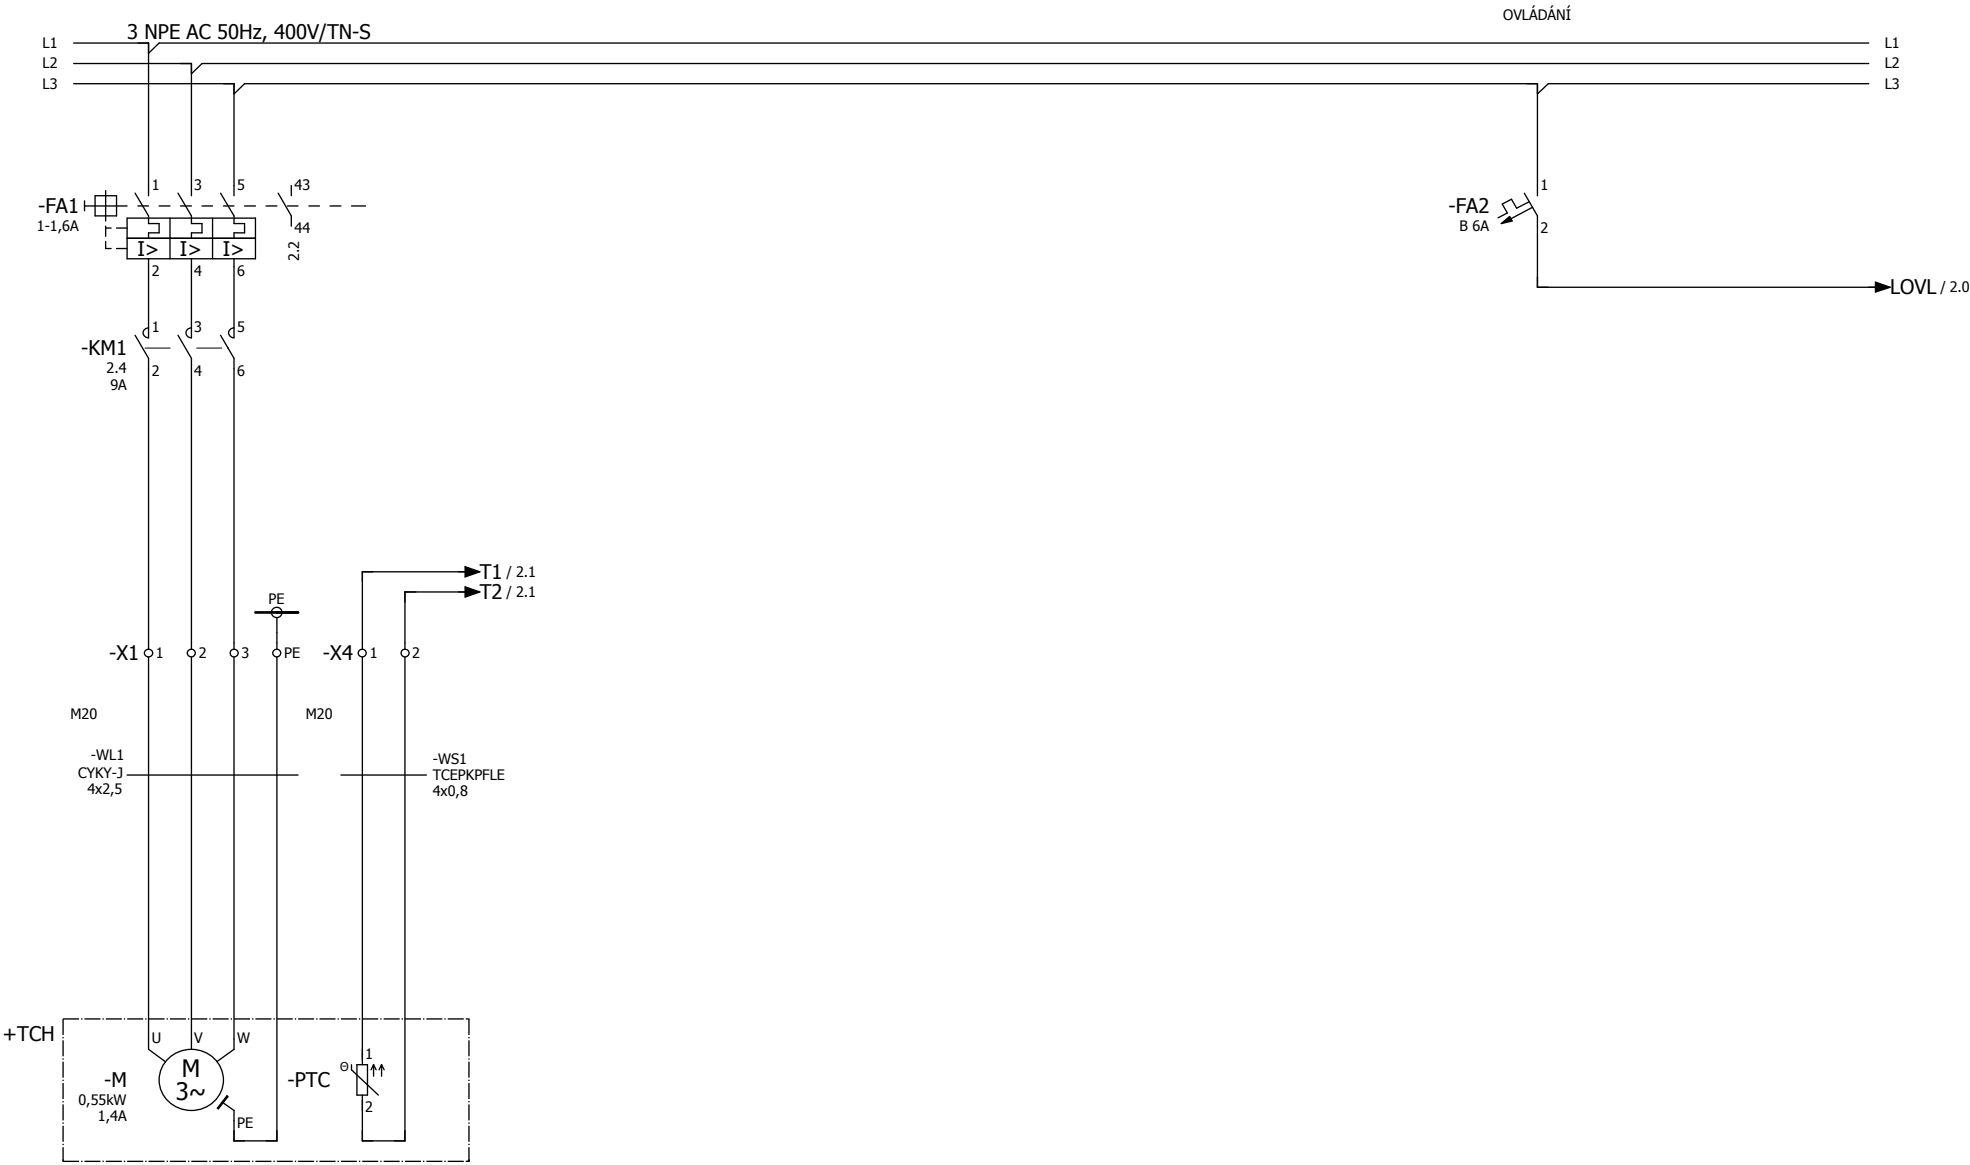 OVLÁDÁNÍ
3 NPE AC 50Hz, 400V/TN-S
L1 L1
L2 L2
L3 L3
-FA1
1-1,6A
1 3 5 43
44
2.2
I> I> I>
2 4 6
-FA2
B 6A
1
2
LOVL / 2.0
-KM1
2.4
9A
1 3 5
2 4 6
T1 / 2.1
T2 / 2.1
PE
-X1 1 2 3 PE -X4 1 2
M20 M20
-WL1
CYKY-J
4x2,5
-WS1
TCEPKPFLE
4x0,8
+TCH
U V W
M
3~
-M
0,55kW
1,4A
PE
-PTC
Θ
1
2